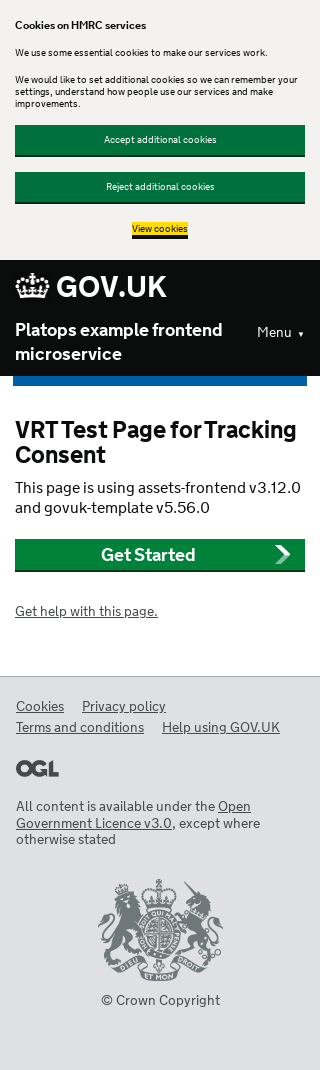 Cookies on HMRC services
We use some essential cookies to make our services work.
We would like to set additional cookies so we can remember your
settings, understand how people use our services and make
improvements.
Accept additional cookies
Reject additional cookies
View cookies
GOV.UK
Platops example frontend
microservice
Menu ▼
VRT Test Page for Tracking
Consent
This page is using assets-frontend v3.12.0
and govuk-template v5.56.0
Get Started
Get help with this page.
Cookies Privacy policy
Terms and conditions Help using GOV.UK
OGL
All content is available under the Open
Government Licence v3.0, except where
otherwise stated
DIEU ET MON DROIT
© Crown Copyright